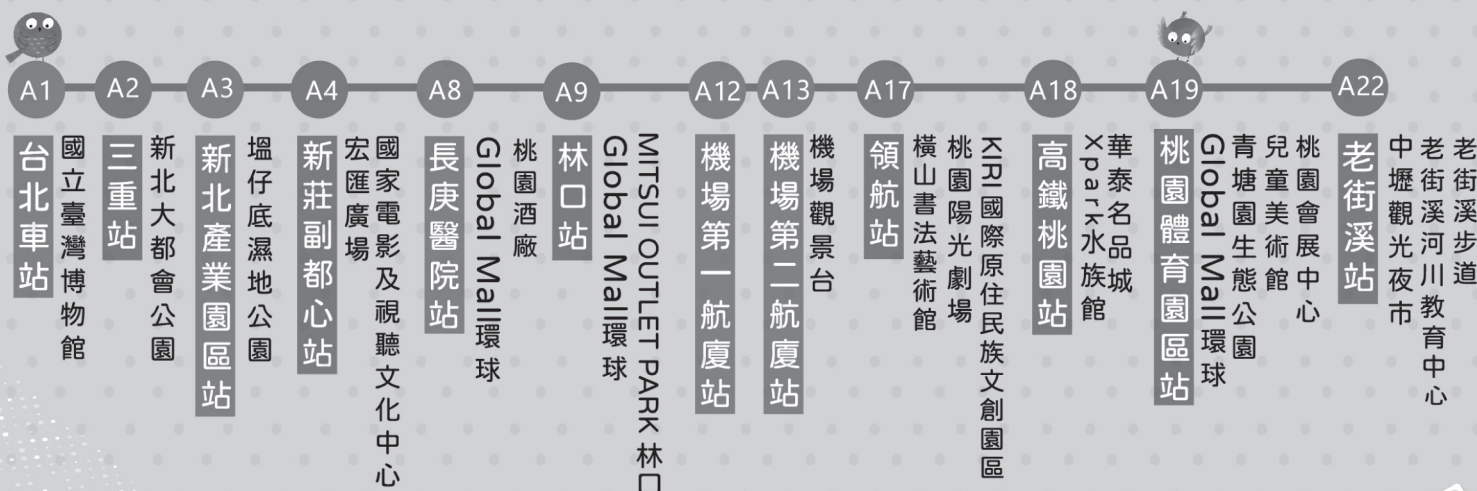 A1
台北車站
國立臺灣博物館
A2
三重站
新北大都會公園
A3
新北產業園區站
塭仔底濕地公園
A4
新莊副都心站
宏匯廣場
國家電影及視聽文化中心
A8
長庚醫院站
Global Mall環球
桃園酒廠
A9
林口站
Global Mall環球
MITSUI OUTLET PARK 林口
A12
機場第一航廈站
A13
機場第二航廈站
機場觀景台
A17
領航站
橫山書法藝術館
桃園陽光劇場
KIRI國際原住民族文創園區
A18
高鐵桃園站
Xpark水族館
華泰名品城
A19
桃園體育園區站
Global Mall環球
青塘園生態公園
兒童美術館
桃園會展中心
A22
老街溪站
中壢觀光夜市
老街溪河川教育中心
老街溪步道